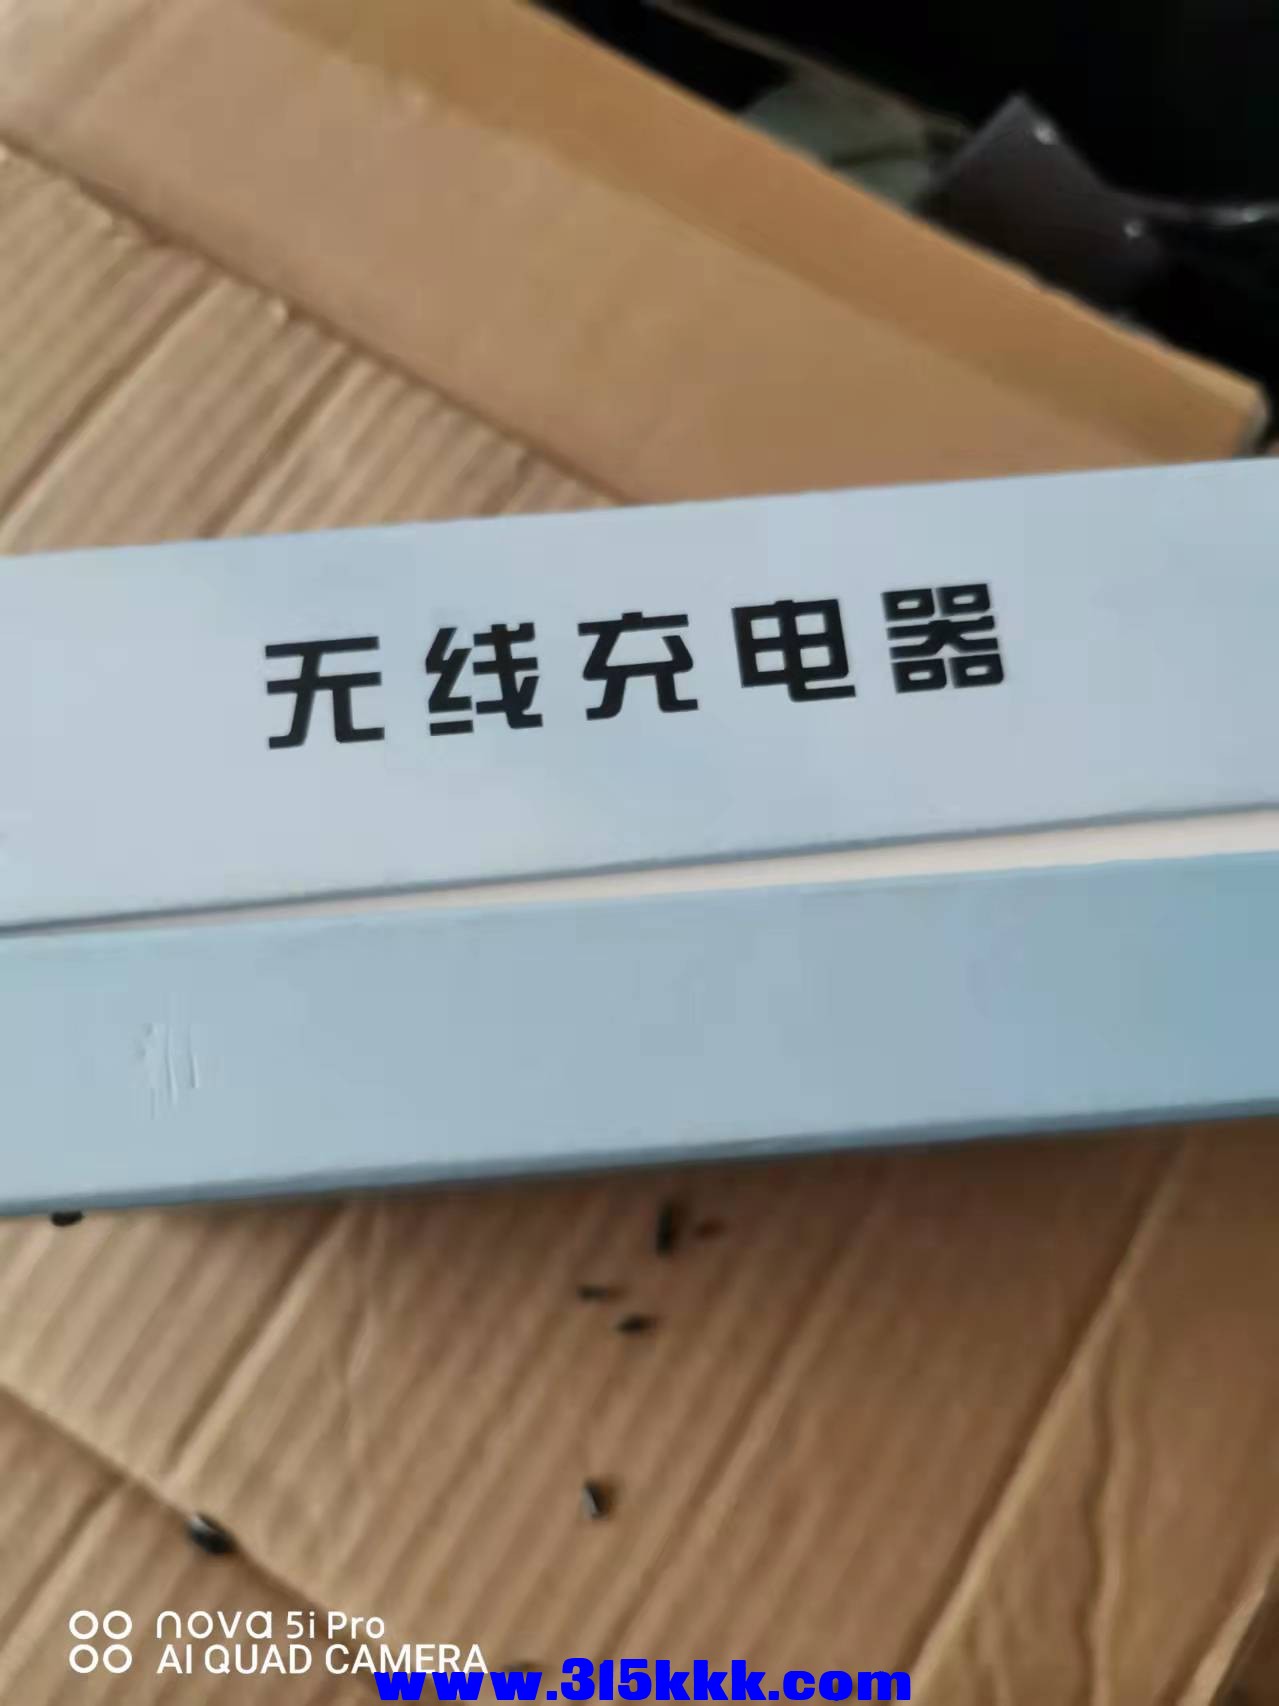 无线充电器
nova 5i Pro
AI QUAD CAMERA
www.315kkk.com